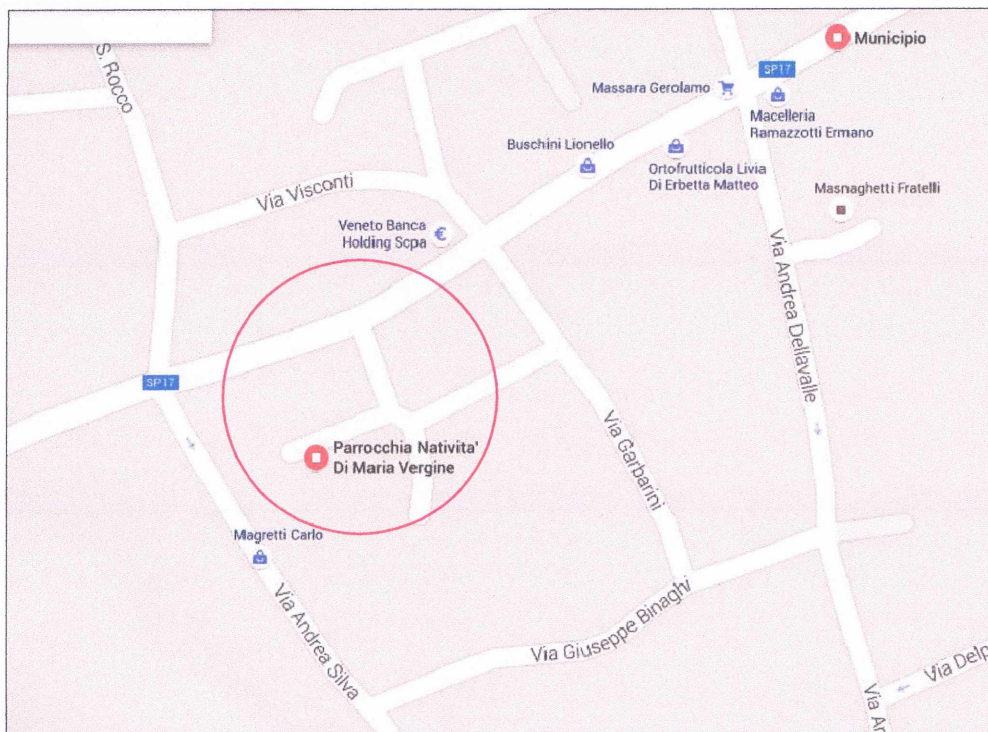 Municipio
S. Rocco
SP17
Massara Gerolamo
Macelleria
Ramazzotti Ermano
Buschini Lionello
Ortofrutticola Livia
Di Erbetta Matteo
Masnaghetti Fratelli
Via Visconti
Veneto Banca
Holding Scpa
€
Via Andrea Dellavalle
SP17
Parrocchia Nativita'
Di Maria Vergine
Via Garbarini
Magretti Carlo
Via Andrea Silva
Via Giuseppe Binaghi
Via Delp
Via An